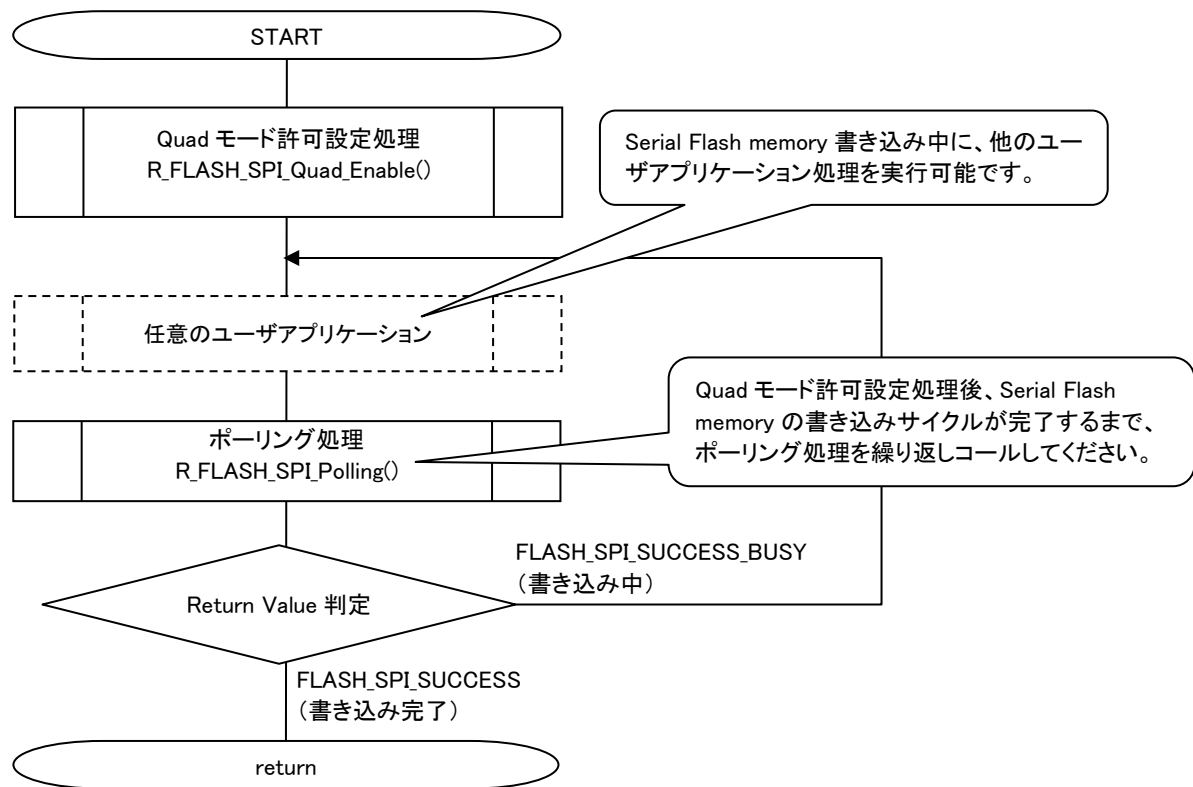 START
Quad モード許可設定処理
R_FLASH_SPI_Quad_Enable()
Serial Flash memory 書き込み中に、他のユー
ザアプリケーション処理を実行可能です。
任意のユーザアプリケーション
Quad モード許可設定処理後、Serial Flash
memory の書き込みサイクルが完了するまで、
ポーリング処理を繰り返しコールしてください。
ポーリング処理
R_FLASH_SPI_Polling()
FLASH_SPI_SUCCESS_BUSY
（書き込み中）
Return Value 判定
FLASH_SPI_SUCCESS
（書き込み完了）
return